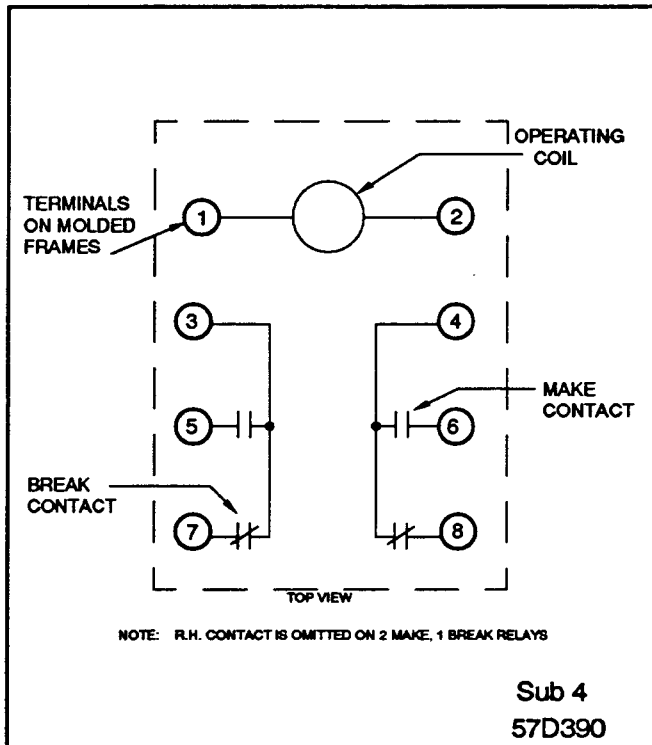 OPERATING
COIL
TERMINALS
ON MOLDED
FRAMES
1
2
3
4
5
6
MAKE
CONTACT
BREAK
CONTACT
7
8
TOP VIEW
NOTE: R.H. CONTACT IS OMITTED ON 2 MAKE, 1 BREAK RELAYS
Sub 4
57D390